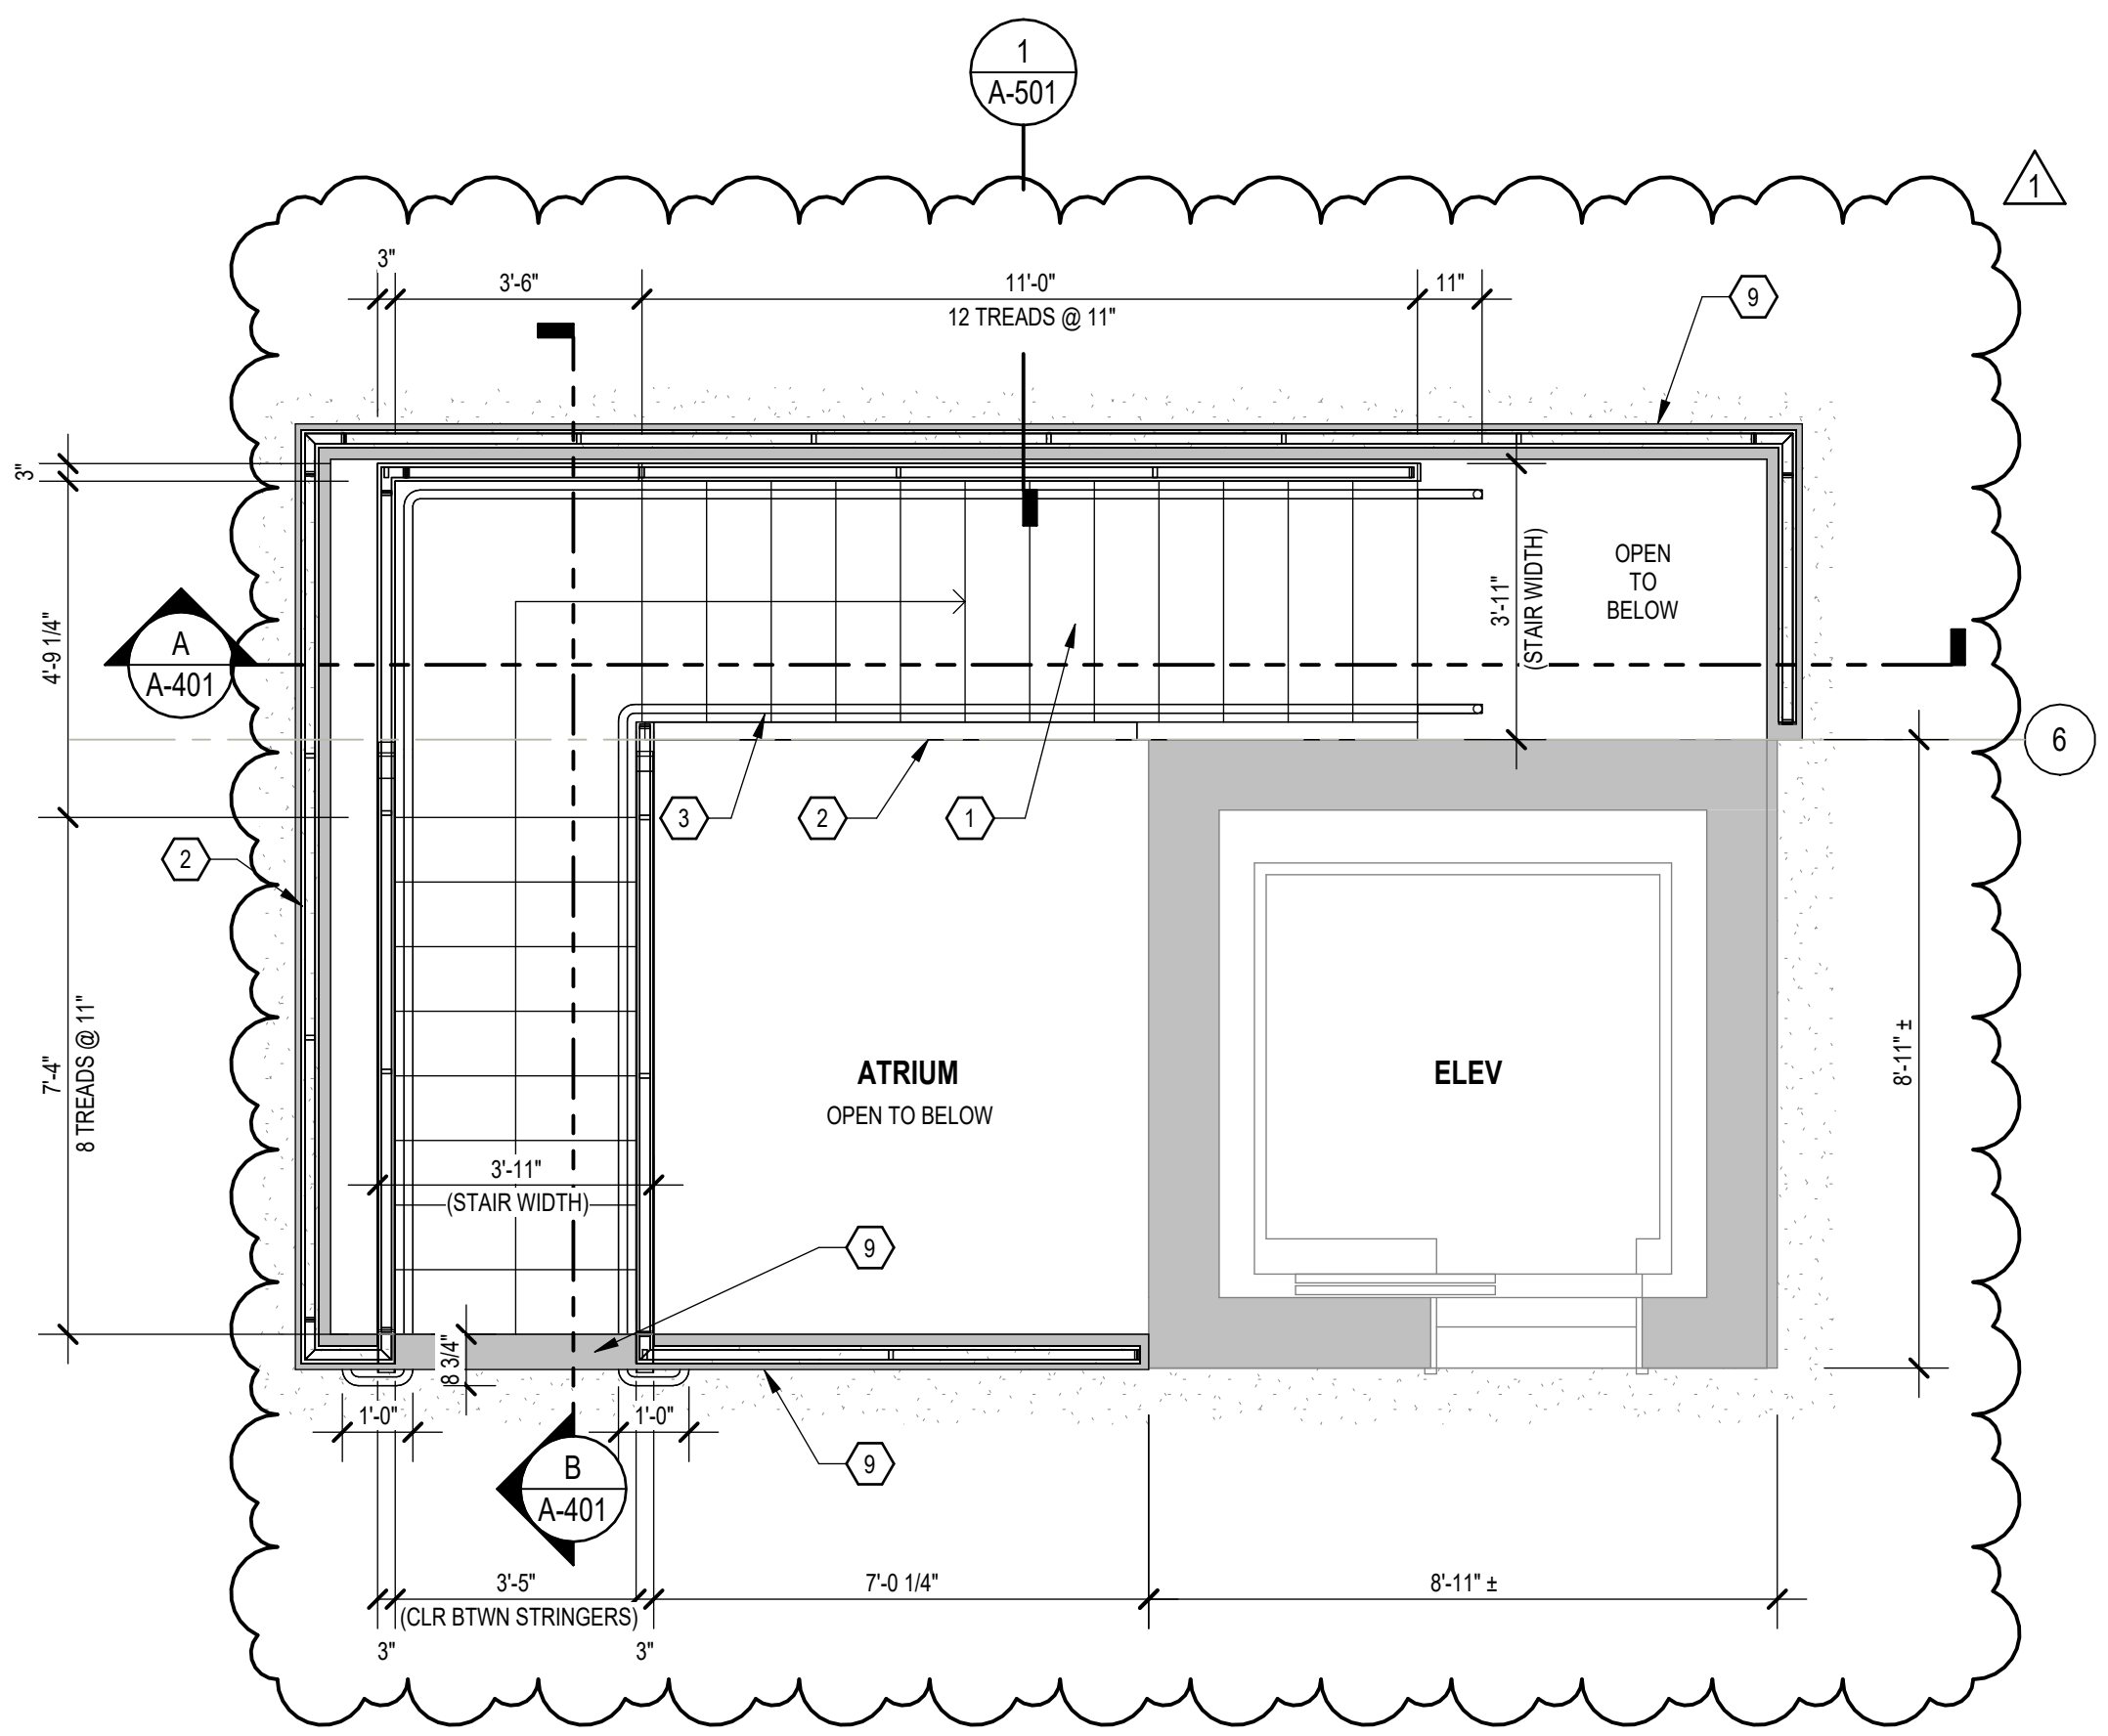 1
A-501
1
3"
3'-6"
11'-0"
11"
12 TREADS @ 11"
9
3"
OPEN
TO
BELOW
3'-11"
(STAIR WIDTH)
4'-9 1/4"
A
A-401
6
3
2
1
2
7'-4"
8 TREADS @ 11"
8'-11" ±
ATRIUM
OPEN TO BELOW
ELEV
3'-11"
(STAIR WIDTH)
9
8 3/4"
1'-0"
1'-0"
9
B
A-401
3'-5"
(CLR BTWN STRINGERS)
7'-0 1/4"
8'-11" ±
3"
3"